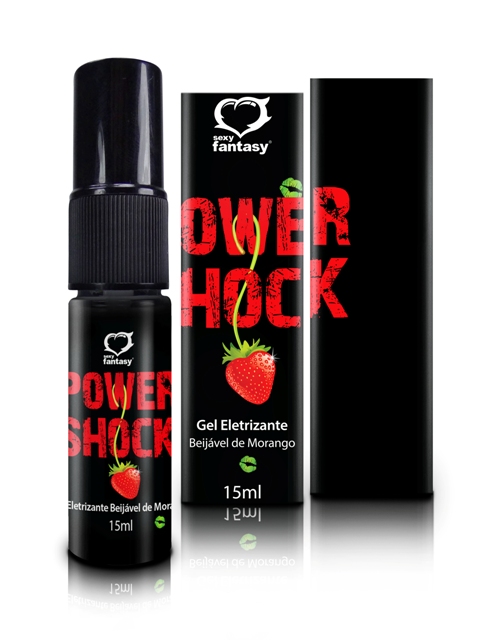 sexy
fantasy®
POWER
SHOCK
Eletrizante Beijável de Mora
15ml
sexy
fantasy®
OWER
HOCK
Gel Eletrizante
Beijável de Morango
15ml